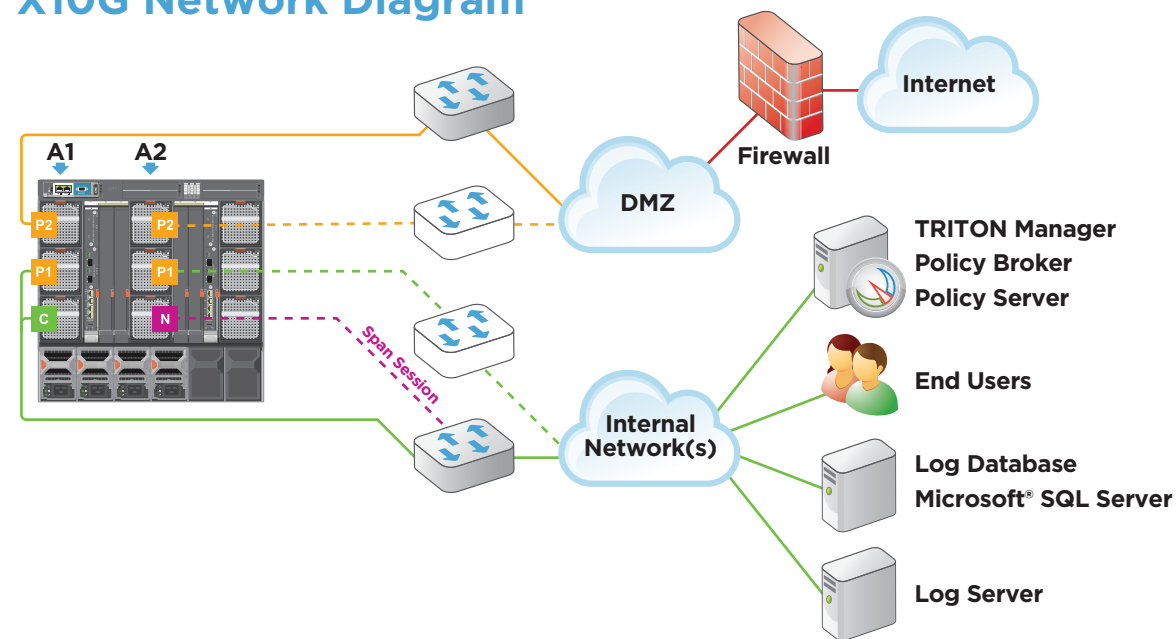 X10G Network Diagram
Internet
Firewall
A1
A2
DMZ
P2
P2
P1
P1
C
N
Span Session
TRITON Manager
Policy Broker
Policy Server
End Users
Internal
Network(s)
Log Database
Microsoft® SQL Server
Log Server